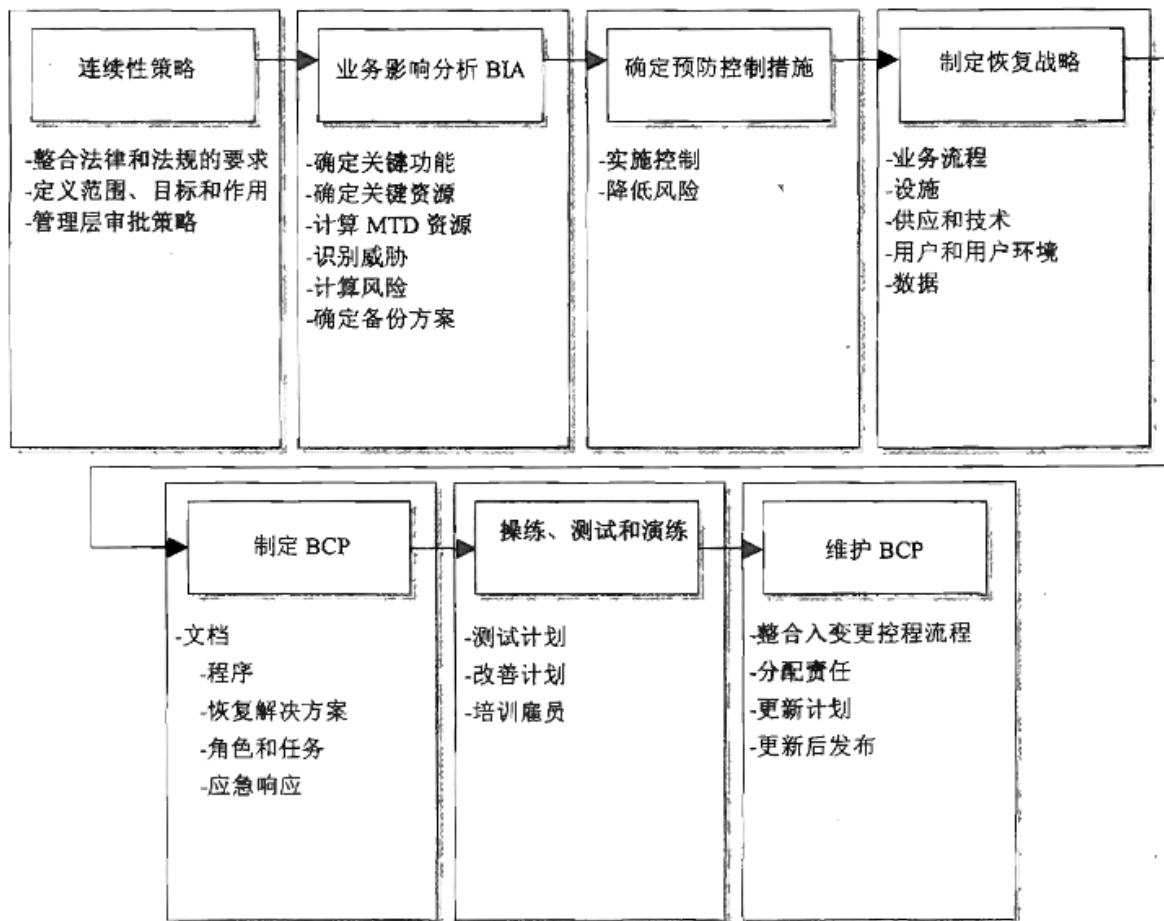 连续性策略
-整合法律和法规的要求
-定义范围、目标和作用
-管理层审批策略
业务影响分析 BIA
-确定关键功能
-确定关键资源
-计算 MTD 资源
-识别威胁
-计算风险
-确定备份方案
确定预防控制措施
-实施控制
-降低风险
制定恢复战略
-业务流程
-设施
-供应和技术
-用户和用户环境
-数据
制定 BCP
-文档
-程序
-恢复解决方案
-角色和任务
-应急响应
操练、测试和演练
-测试计划
-改善计划
-培训雇员
维护 BCP
-整合入变更控程流程
-分配责任
-更新计划
-更新后发布